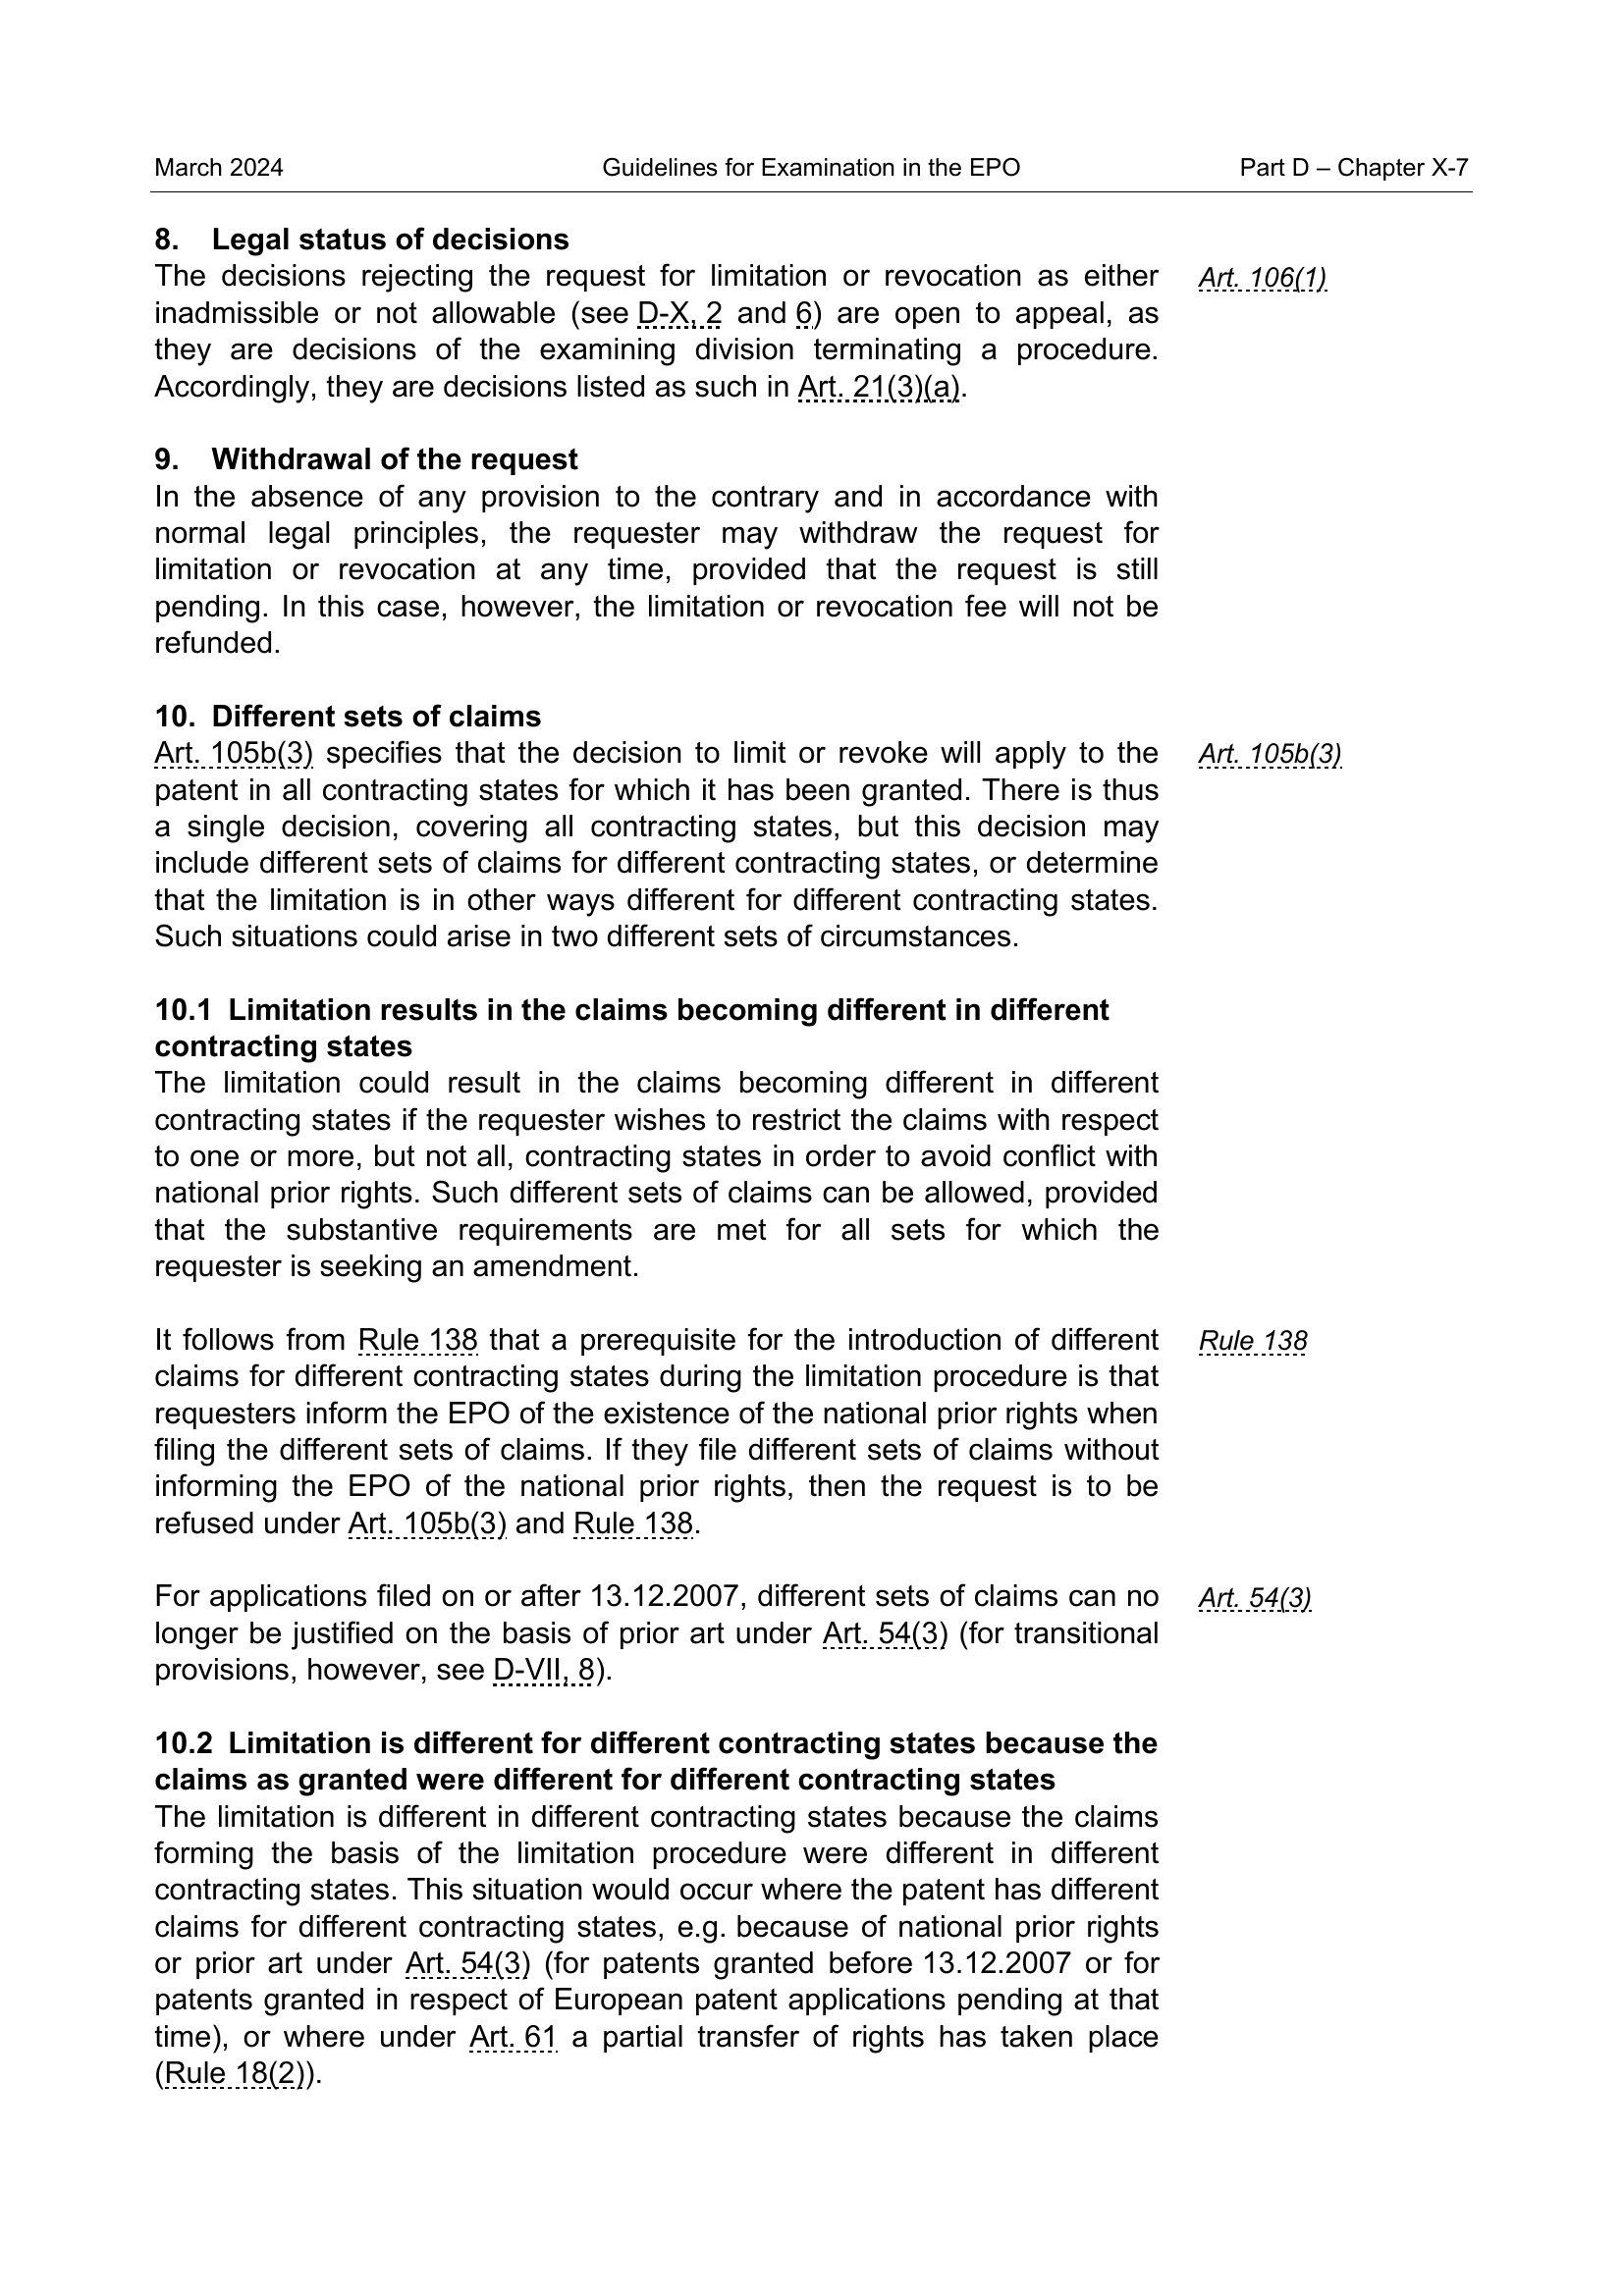 March 2024 Guidelines for Examination in the EPO Part D – Chapter X-7
8. Legal status of decisions
The decisions rejecting the request for limitation or revocation as either Art. 106(1)
inadmissible or not allowable (see D-X, 2 and 6) are open to appeal, as
they are decisions of the examining division terminating a procedure.
Accordingly, they are decisions listed as such in Art. 21(3)(a).
9. Withdrawal of the request
In the absence of any provision to the contrary and in accordance with
normal legal principles, the requester may withdraw the request for
limitation or revocation at any time, provided that the request is still
pending. In this case, however, the limitation or revocation fee will not be
refunded.
10. Different sets of claims
Art. 105b(3) specifies that the decision to limit or revoke will apply to the Art. 105b(3)
patent in all contracting states for which it has been granted. There is thus
a single decision, covering all contracting states, but this decision may
include different sets of claims for different contracting states, or determine
that the limitation is in other ways different for different contracting states.
Such situations could arise in two different sets of circumstances.
10.1 Limitation results in the claims becoming different in different
contracting states
The limitation could result in the claims becoming different in different
contracting states if the requester wishes to restrict the claims with respect
to one or more, but not all, contracting states in order to avoid conflict with
national prior rights. Such different sets of claims can be allowed, provided
that the substantive requirements are met for all sets for which the
requester is seeking an amendment.
It follows from Rule 138 that a prerequisite for the introduction of different Rule 138
claims for different contracting states during the limitation procedure is that
requesters inform the EPO of the existence of the national prior rights when
filing the different sets of claims. If they file different sets of claims without
informing the EPO of the national prior rights, then the request is to be
refused under Art. 105b(3) and Rule 138.
For applications filed on or after 13.12.2007, different sets of claims can no Art. 54(3)
longer be justified on the basis of prior art under Art. 54(3) (for transitional
provisions, however, see D-VII, 8).
10.2 Limitation is different for different contracting states because the
claims as granted were different for different contracting states
The limitation is different in different contracting states because the claims
forming the basis of the limitation procedure were different in different
contracting states. This situation would occur where the patent has different
claims for different contracting states, e.g. because of national prior rights
or prior art under Art. 54(3) (for patents granted before 13.12.2007 or for
patents granted in respect of European patent applications pending at that
time), or where under Art. 61 a partial transfer of rights has taken place
(Rule 18(2)).